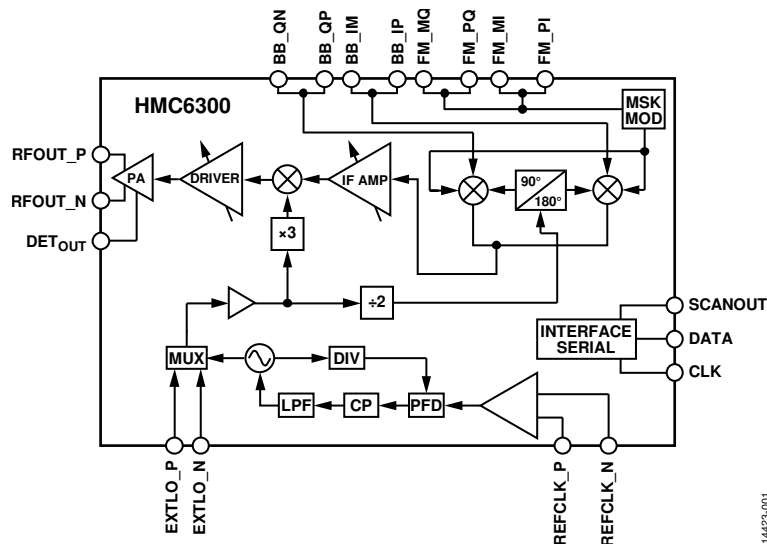 BB_QN
BB_QP
BB_IM
BB_IP
FM_MQ
FM_PQ
FM_MI
FM_PI
HMC6300
MSK
MOD
RFOUT_P
RFOUT_N
DETOUT
PA
DRIVER
IF AMP
90°
180°
×3
÷2
MUX
DIV
LPF
CP
PFD
INTERFACE
SERIAL
SCANOUT
DATA
CLK
EXTLO_P
EXTLO_N
REFCLK_P
REFCLK_N
14423-001